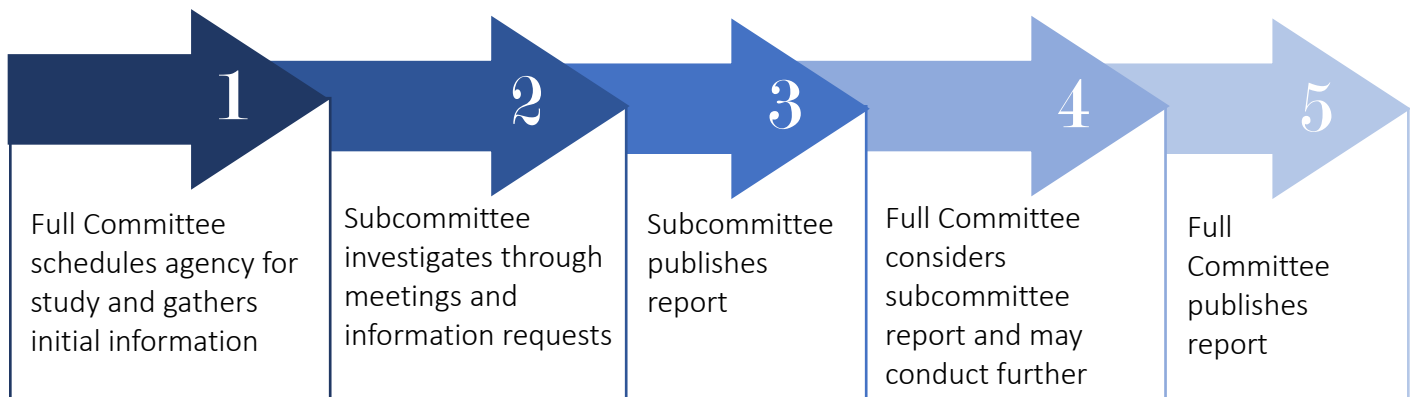 1
Full Committee
schedules agency for
study and gathers
initial information
2
Subcommittee
investigates through
meetings and
information requests
3
Subcommittee
publishes
report
4
Full Committee
considers
subcommittee
report and may
conduct further
5
Full
Committee
publishes
report